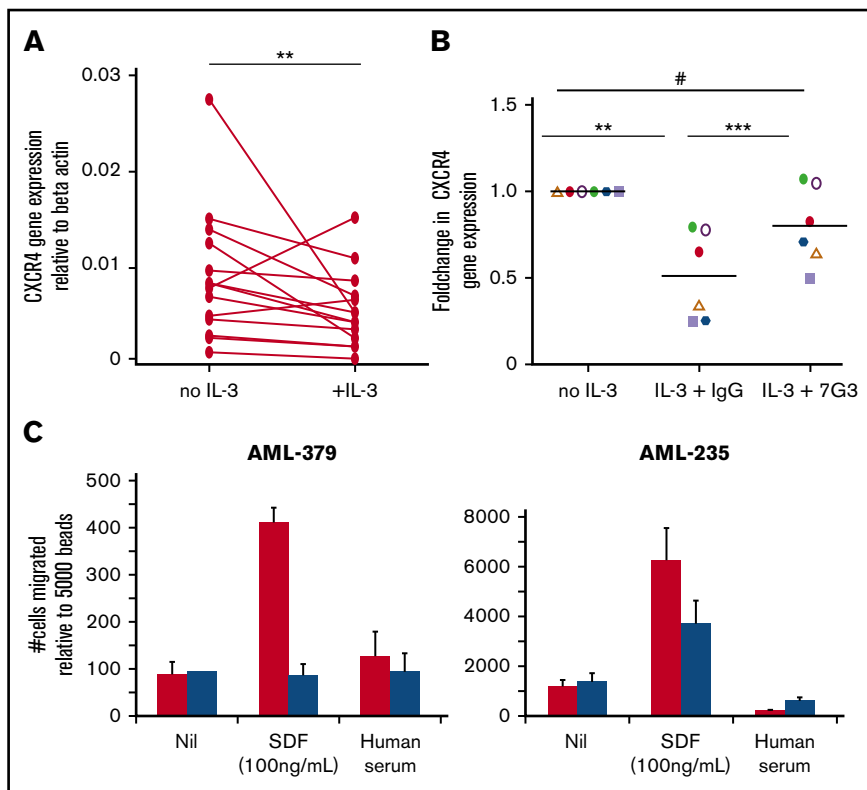 A
**
CXCR4 gene expression
relative to beta actin
0.03
0.02
0.01
0
no IL-3
+IL-3
B
#
**
***
Foldchange in CXCR4
gene expression
1.5
1.0
0.5
0
no IL-3
IL-3 + IgG
IL-3 + 7G3
C
AML-379
#cells migrated
relative to 5000 beads
500
400
300
200
100
0
Nil
SDF
(100ng/mL)
Human
serum
AML-235
8000
6000
4000
2000
0
Nil
SDF
(100ng/mL)
Human
serum